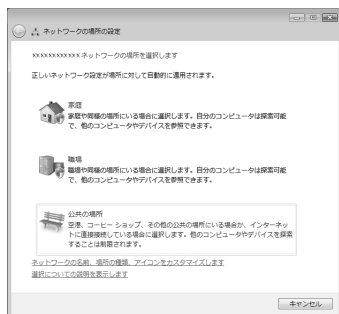 ネットワークの場所の設定
xxxxxxxxxxxx ネットワークの場所を選択します
正しいネットワーク設定が場所に対して自動的に適用されます。
家庭
家庭や同種の場所にいる場合に選択します。自分のコンピュータは探索可能
で、他のコンピュータやデバイスを参照できます。
職場
職場や同種の場所にいる場合に選択します。自分のコンピュータは探索可能
で、他のコンピュータやデバイスを参照できます。
公共の場所
空港、コーヒー ショップ、その他の公共の場所にいる場合か、インターネッ
トに直接接続している場合に選択します。他のコンピュータやデバイスを探索
することは制限されます。
ネットワークの名前、場所の種類、アイコンをカスタマイズします
選択についての説明を表示します
キャンセル